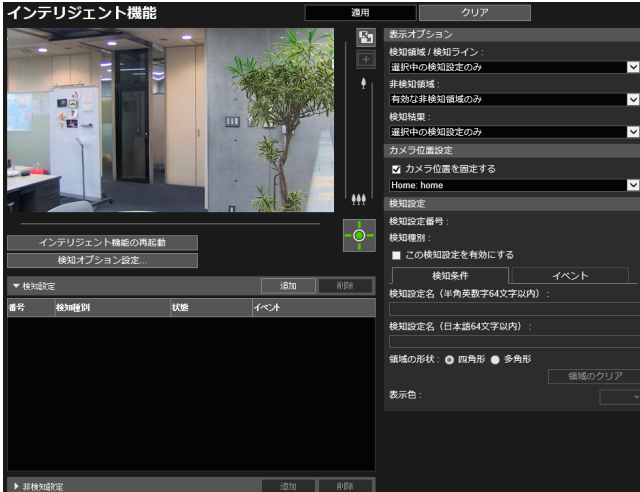 インテリジェント機能
適用
クリア
表示オプション
検知領域 / 検知ライン :
選択中の検知設定のみ
非検知領域 :
有効な非検知領域のみ
検知結果 :
選択中の検知設定のみ
カメラ位置設定
カメラ位置を固定する
Home: home
検知設定
検知設定番号 :
検知種別 :
この検知設定を有効にする
検知条件
イベント
検知設定名（半角英数字64文字以内） :
検知設定名（日本語64文字以内） :
領域の形状 : 四角形 多角形
領域のクリア
表示色 :
インテリジェント機能の再起動
検知オプション設定...
▼ 検知設定
追加
削除
番号 検知種別 状態 イベント
▶ 非検知設定
追加
削除